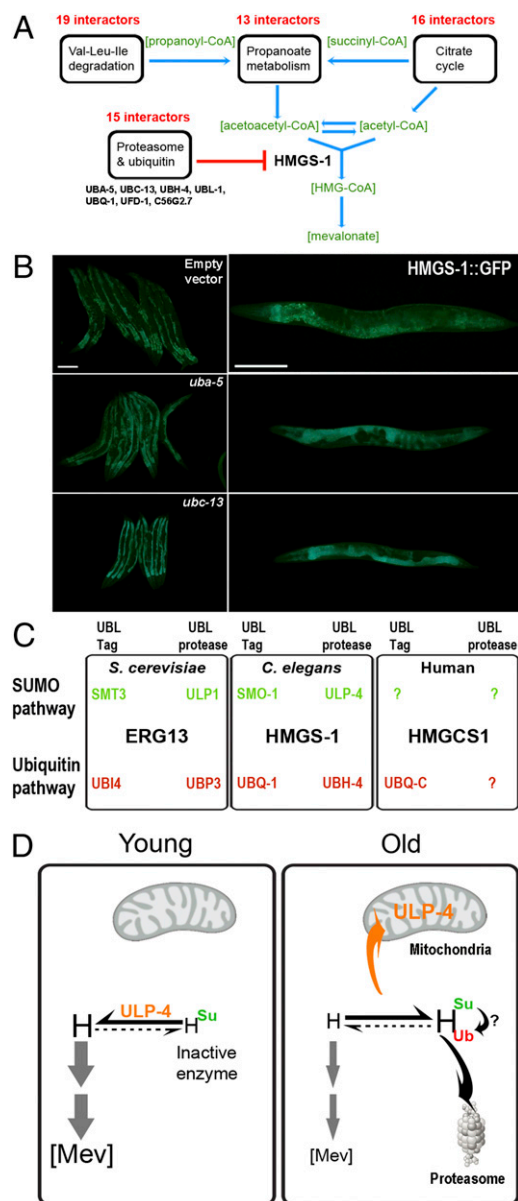 A
19 interactors
13 interactors
16 interactors
Val-Leu-Ile
degradation
[propanoyl-CoA]
Propanoate
metabolism
[succinyl-CoA]
Citrate
cycle
15 interactors
[acetoacetyl-CoA]
[acetyl-CoA]
Proteasome
& ubiquitin
HMGS-1
UBA-5, UBC-13, UBH-4, UBL-1,
UBQ-1, UFD-1, C56G2.7
[HMG-CoA]
[mevalonate]
B
Empty
vector
HMGS-1::GFP
uba-5
ubc-13
C
UBL
Tag
UBL
protease
UBL
Tag
UBL
protease
UBL
Tag
UBL
protease
S. cerevisiae
C. elegans
Human
SUMO
pathway
SMT3
ULP1
SMO-1
ULP-4
?
?
ERG13
HMGS-1
HMGCS1
Ubiquitin
pathway
UBI4
UBP3
UBQ-1
UBH-4
UBQ-C
?
D
Young
Old
ULP-4
Mitochondria
ULP-4
H
H
Su
Inactive
enzyme
[Mev]
H
H
Su
Ub
?
[Mev]
Proteasome